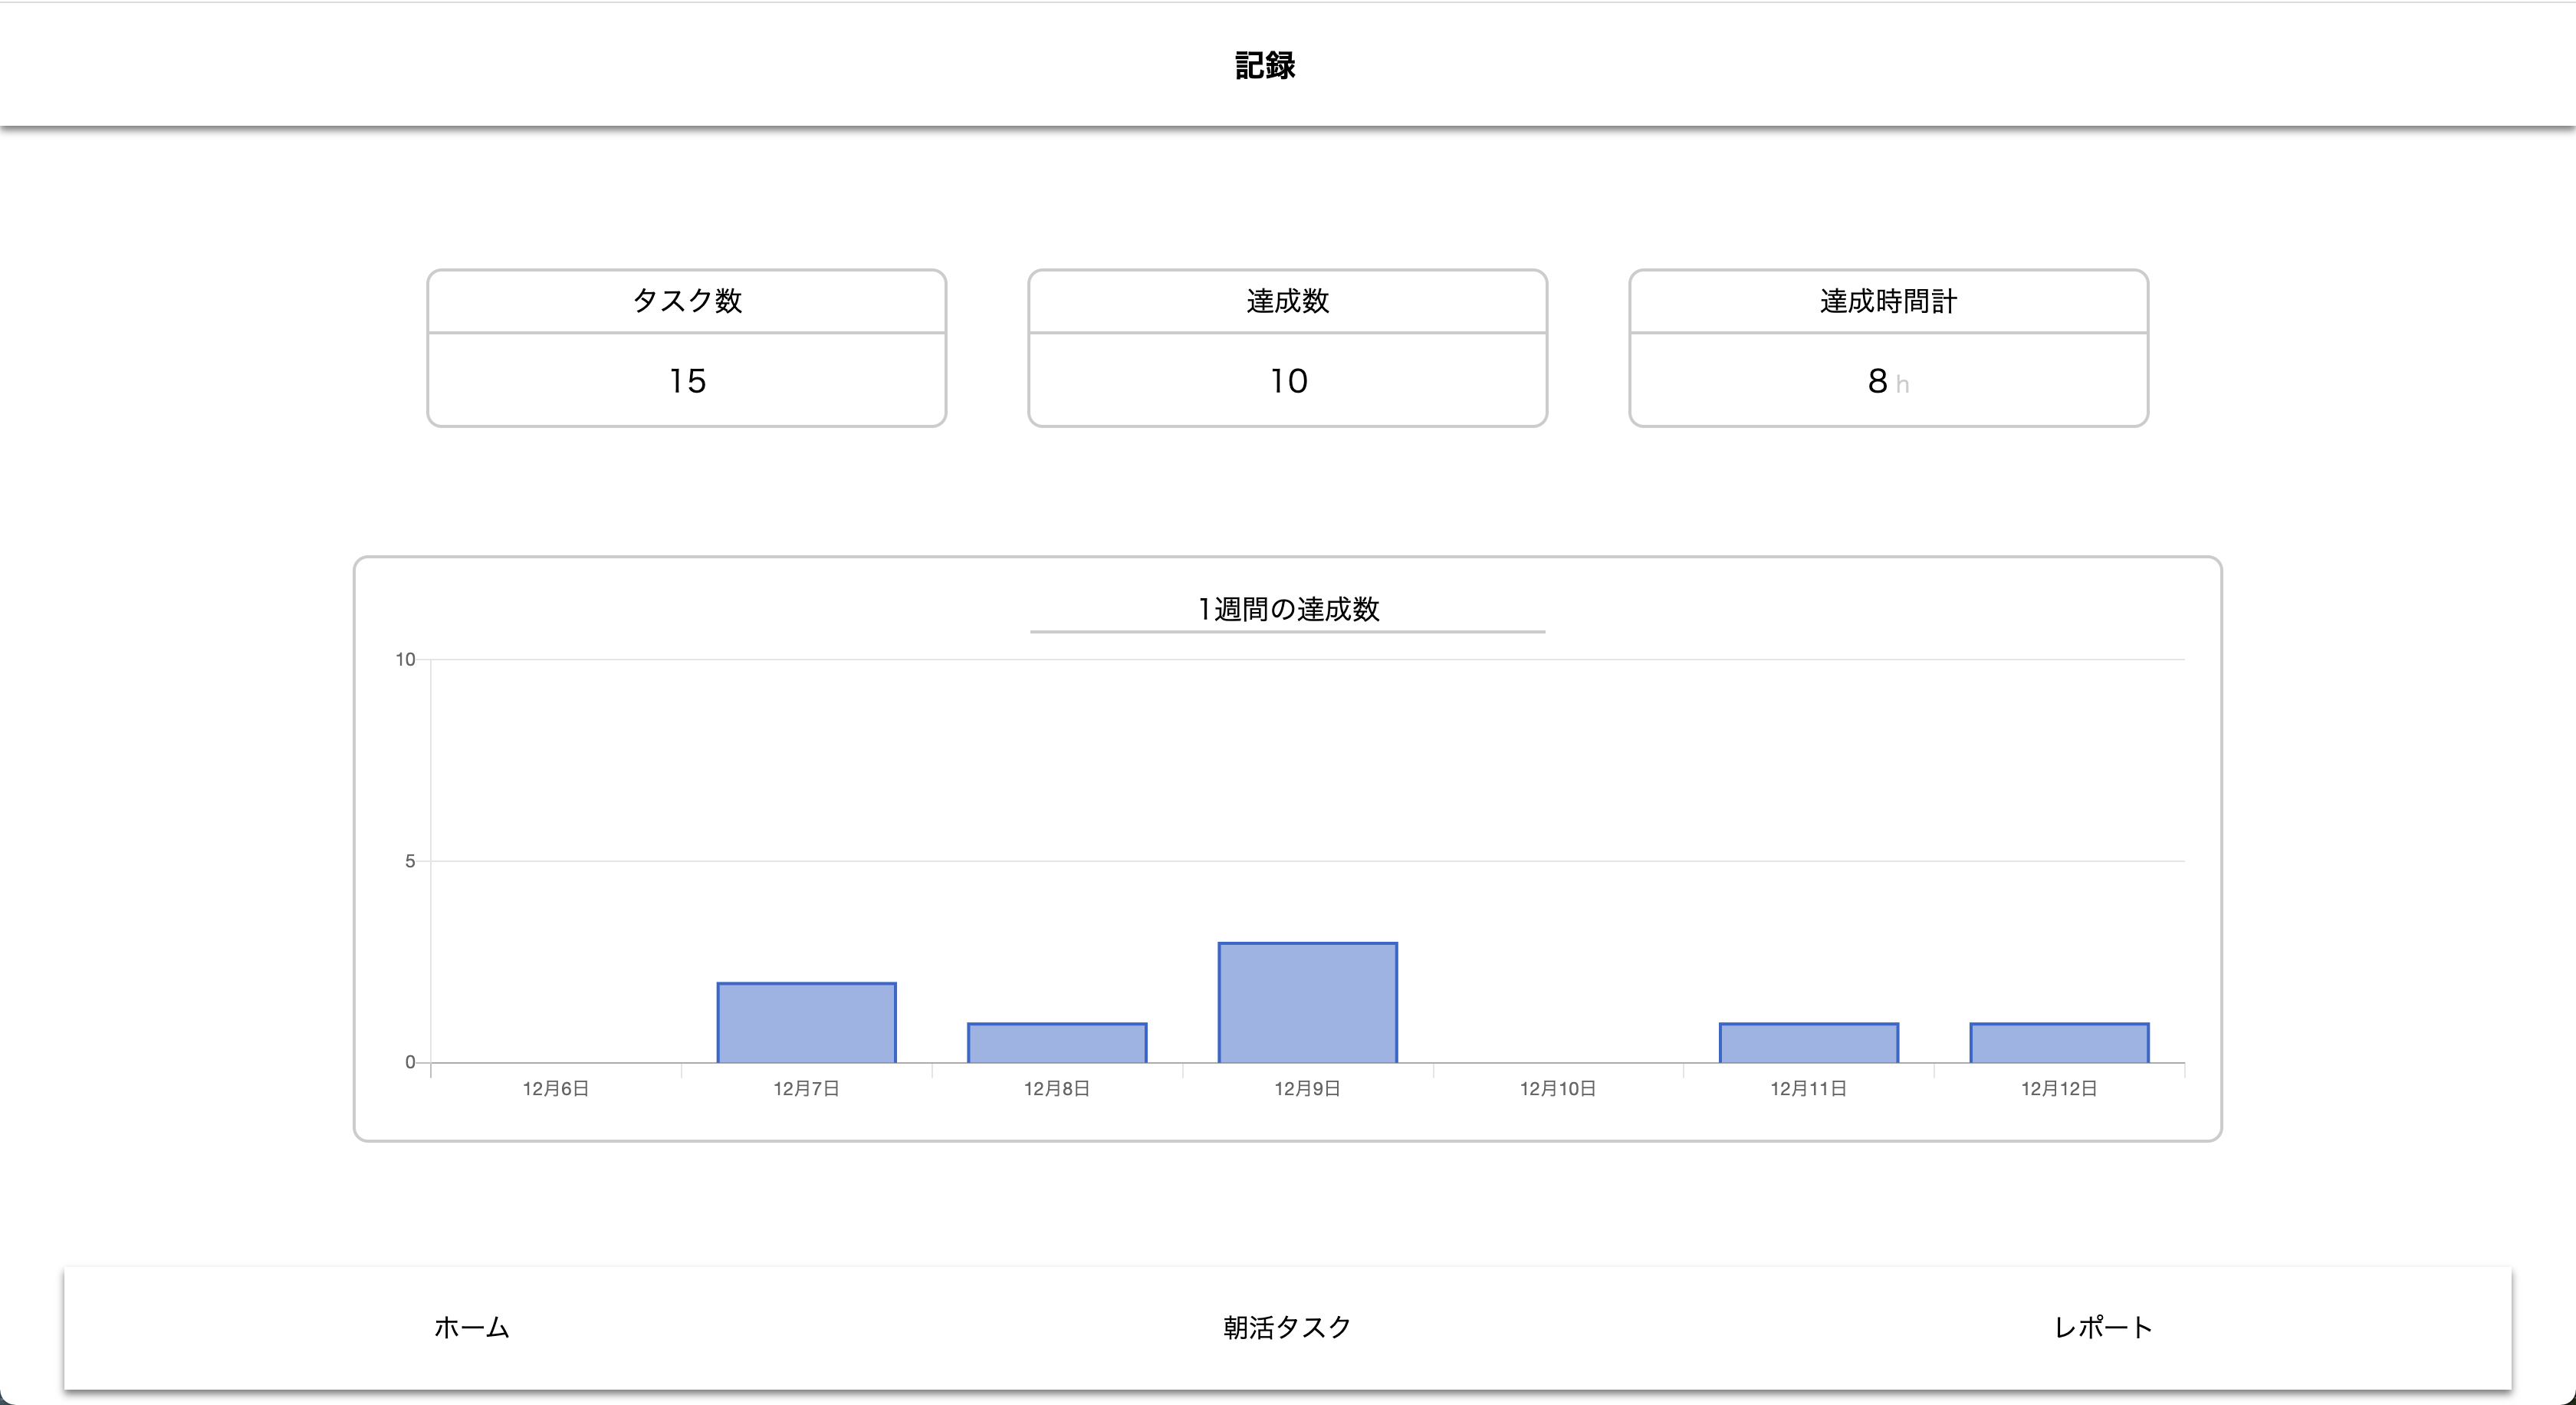 記録
タスク数
15
達成数
10
達成時間計
8 h
1週間の達成数
10
5
0
12月6日 12月7日 12月8日 12月9日 12月10日 12月11日 12月12日
ホーム 朝活タスク レポート